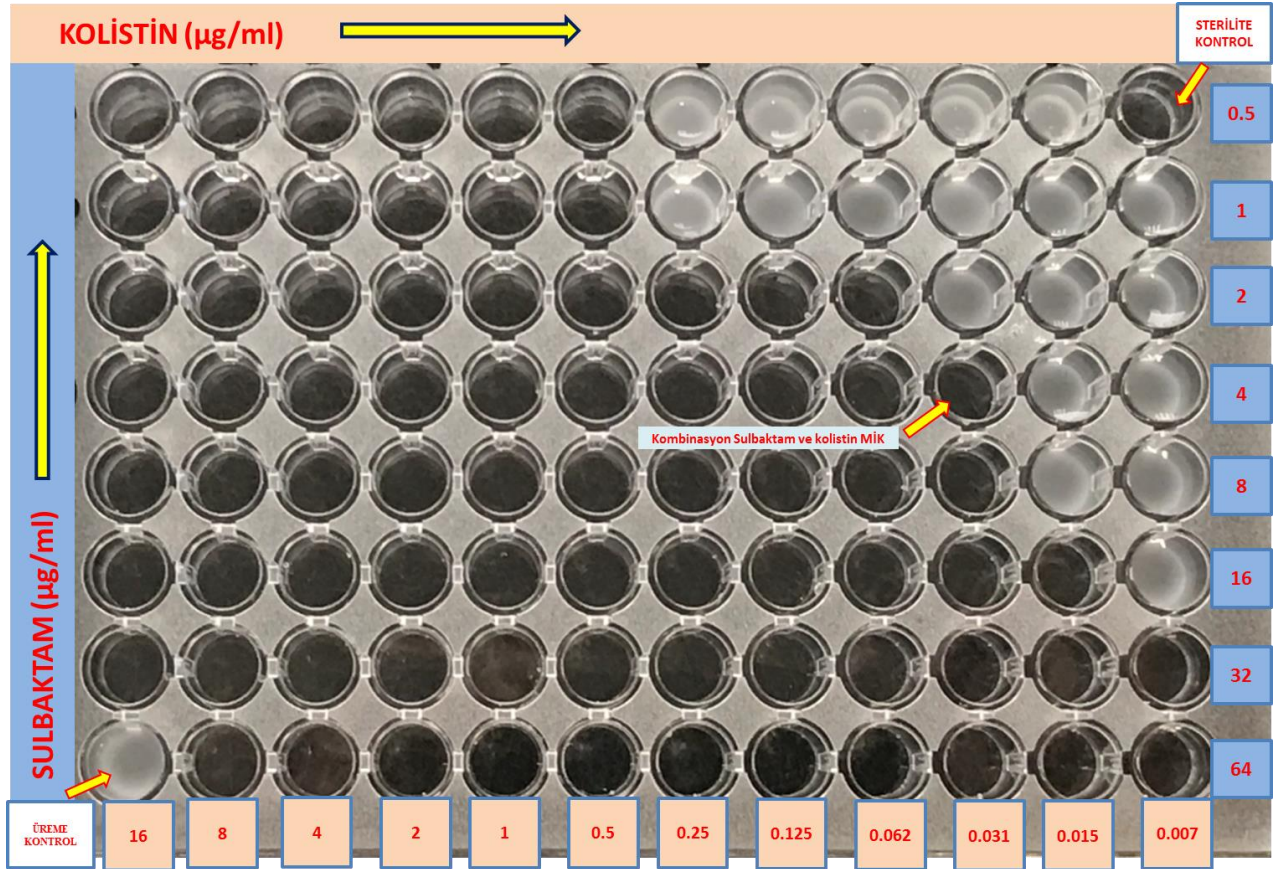 KOLİSTİN (µg/ml)
STERİLİTE
KONTROL
0.5
1
2
4
Kombinasyon Sulbaktam ve kolistin MİK
8
16
32
64
SULBAKTAM (µg/ml)
ÜREME
KONTROL
16
8
4
2
1
0.5
0.25
0.125
0.062
0.031
0.015
0.007